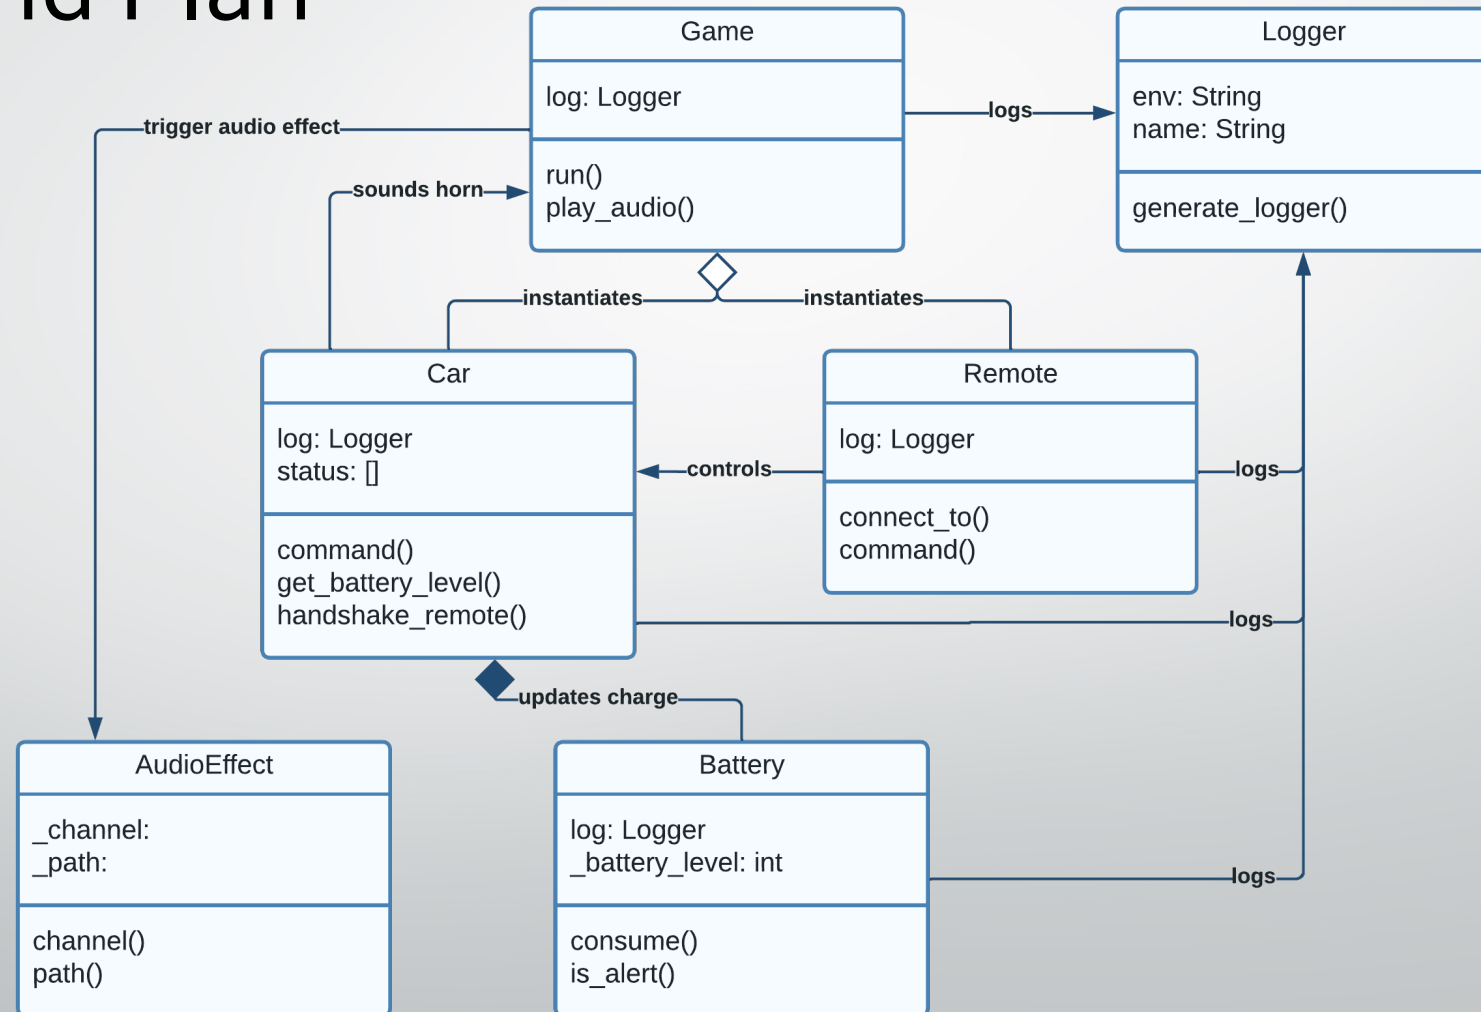 Plan
Game
log: Logger
run()
play_audio()
Logger
env: String
name: String
generate_logger()
logs
trigger audio effect
sounds horn
instantiates
instantiates
Car
log: Logger
status: []
command()
get_battery_level()
handshake_remote()
controls
Remote
log: Logger
connect_to()
command()
logs
logs
updates charge
AudioEffect
_channel:
_path:
channel()
path()
Battery
log: Logger
_battery_level: int
consume()
is_alert()
logs